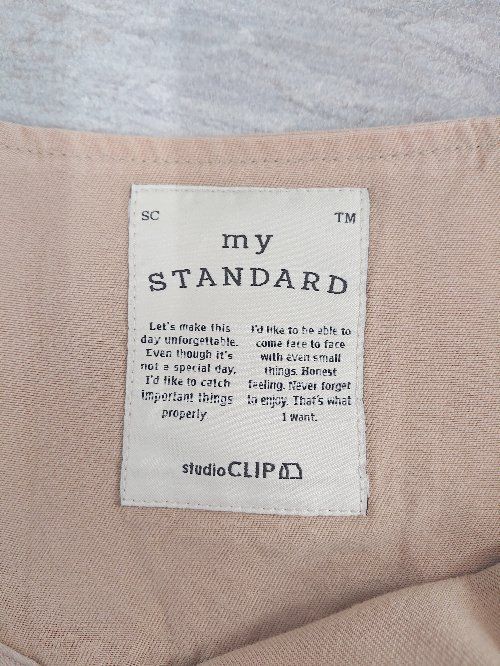 SC
TM
my
STANDARD
Let's make this
day unforgettable.
Even though it's
not a special day,
I'd like to catch
important things
properly
I'd like to be able to
come face to face
with even small
things. Honest
feeling. Never forget
to enjoy. That's what
I want.
studio CLIP